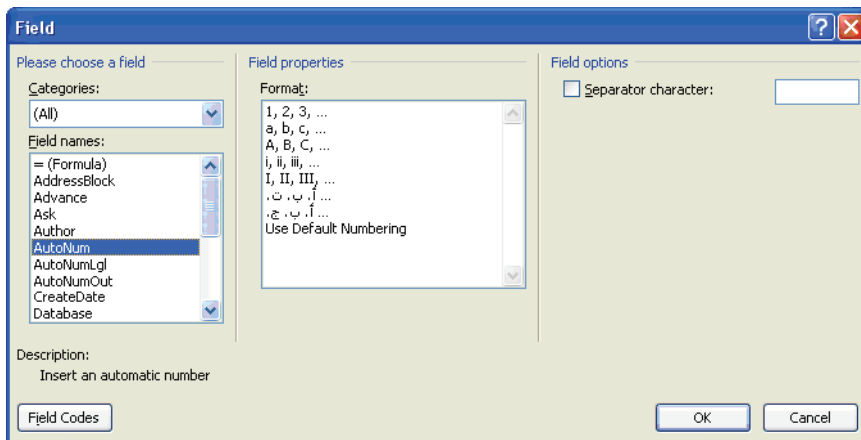 Field
Please choose a field
Categories:
(All)
Field names:
= (Formula)
AddressBlock
Advance
Ask
Author
AutoNum
AutoNumLgl
AutoNumOut
CreateDate
Database
Field properties
Format:
1, 2, 3, ...
a, b, c, ...
A, B, C, ...
i, ii, iii, ...
I, II, III, ...
أ، ب، ت، ...
أ، ب، ج، ...
Use Default Numbering
Field options
Separator character:
Description:
Insert an automatic number
Field Codes
OK
Cancel